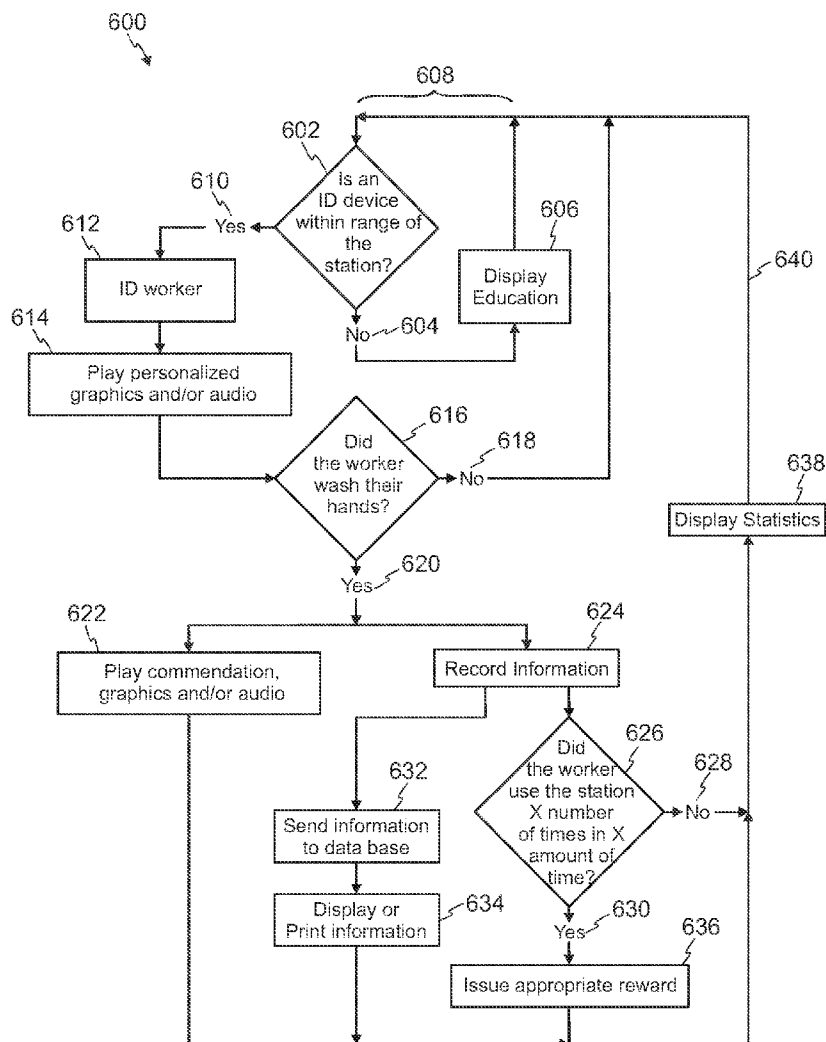 600
608
602
610
Is an
ID device
within range of
the
station?
Yes
612
ID worker
606
Display
Education
640
No
604
614
Play personalized
graphics and/or audio
616
Did
the worker
wash their
hands?
618
No
638
Display Statistics
620
Yes
622
Play commendation,
graphics and/or audio
624
Record Information
626
Did
the worker
use the station
X number
of times in X
amount of
time?
628
No
632
Send information
to data base
634
Display or
Print information
630
Yes
636
Issue appropriate reward